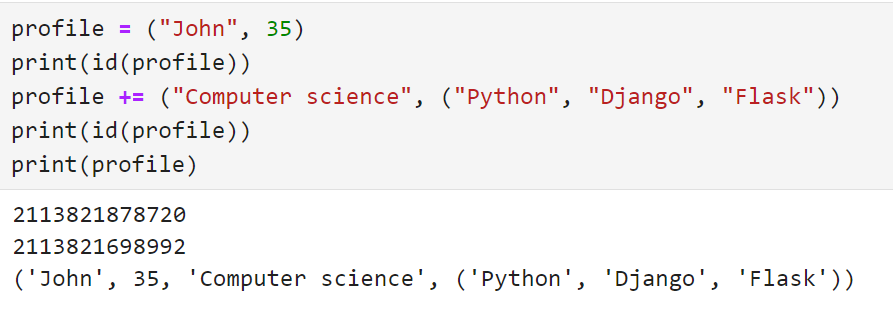 profile = ("John", 35)
print(id(profile))
profile += ("Computer science", ("Python", "Django", "Flask"))
print(id(profile))
print(profile)
2113821878720
2113821698992
('John', 35, 'Computer science', ('Python', 'Django', 'Flask'))